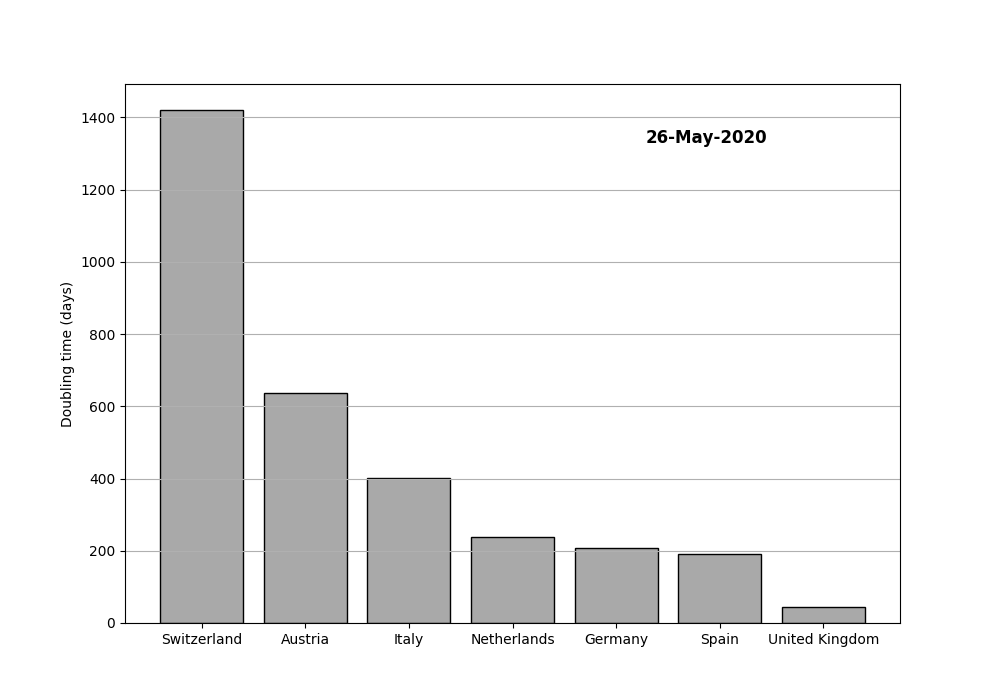 26-May-2020
Doubling time (days)
1400
1200
1000
800
600
400
200
0
Switzerland Austria Italy Netherlands Germany Spain United Kingdom